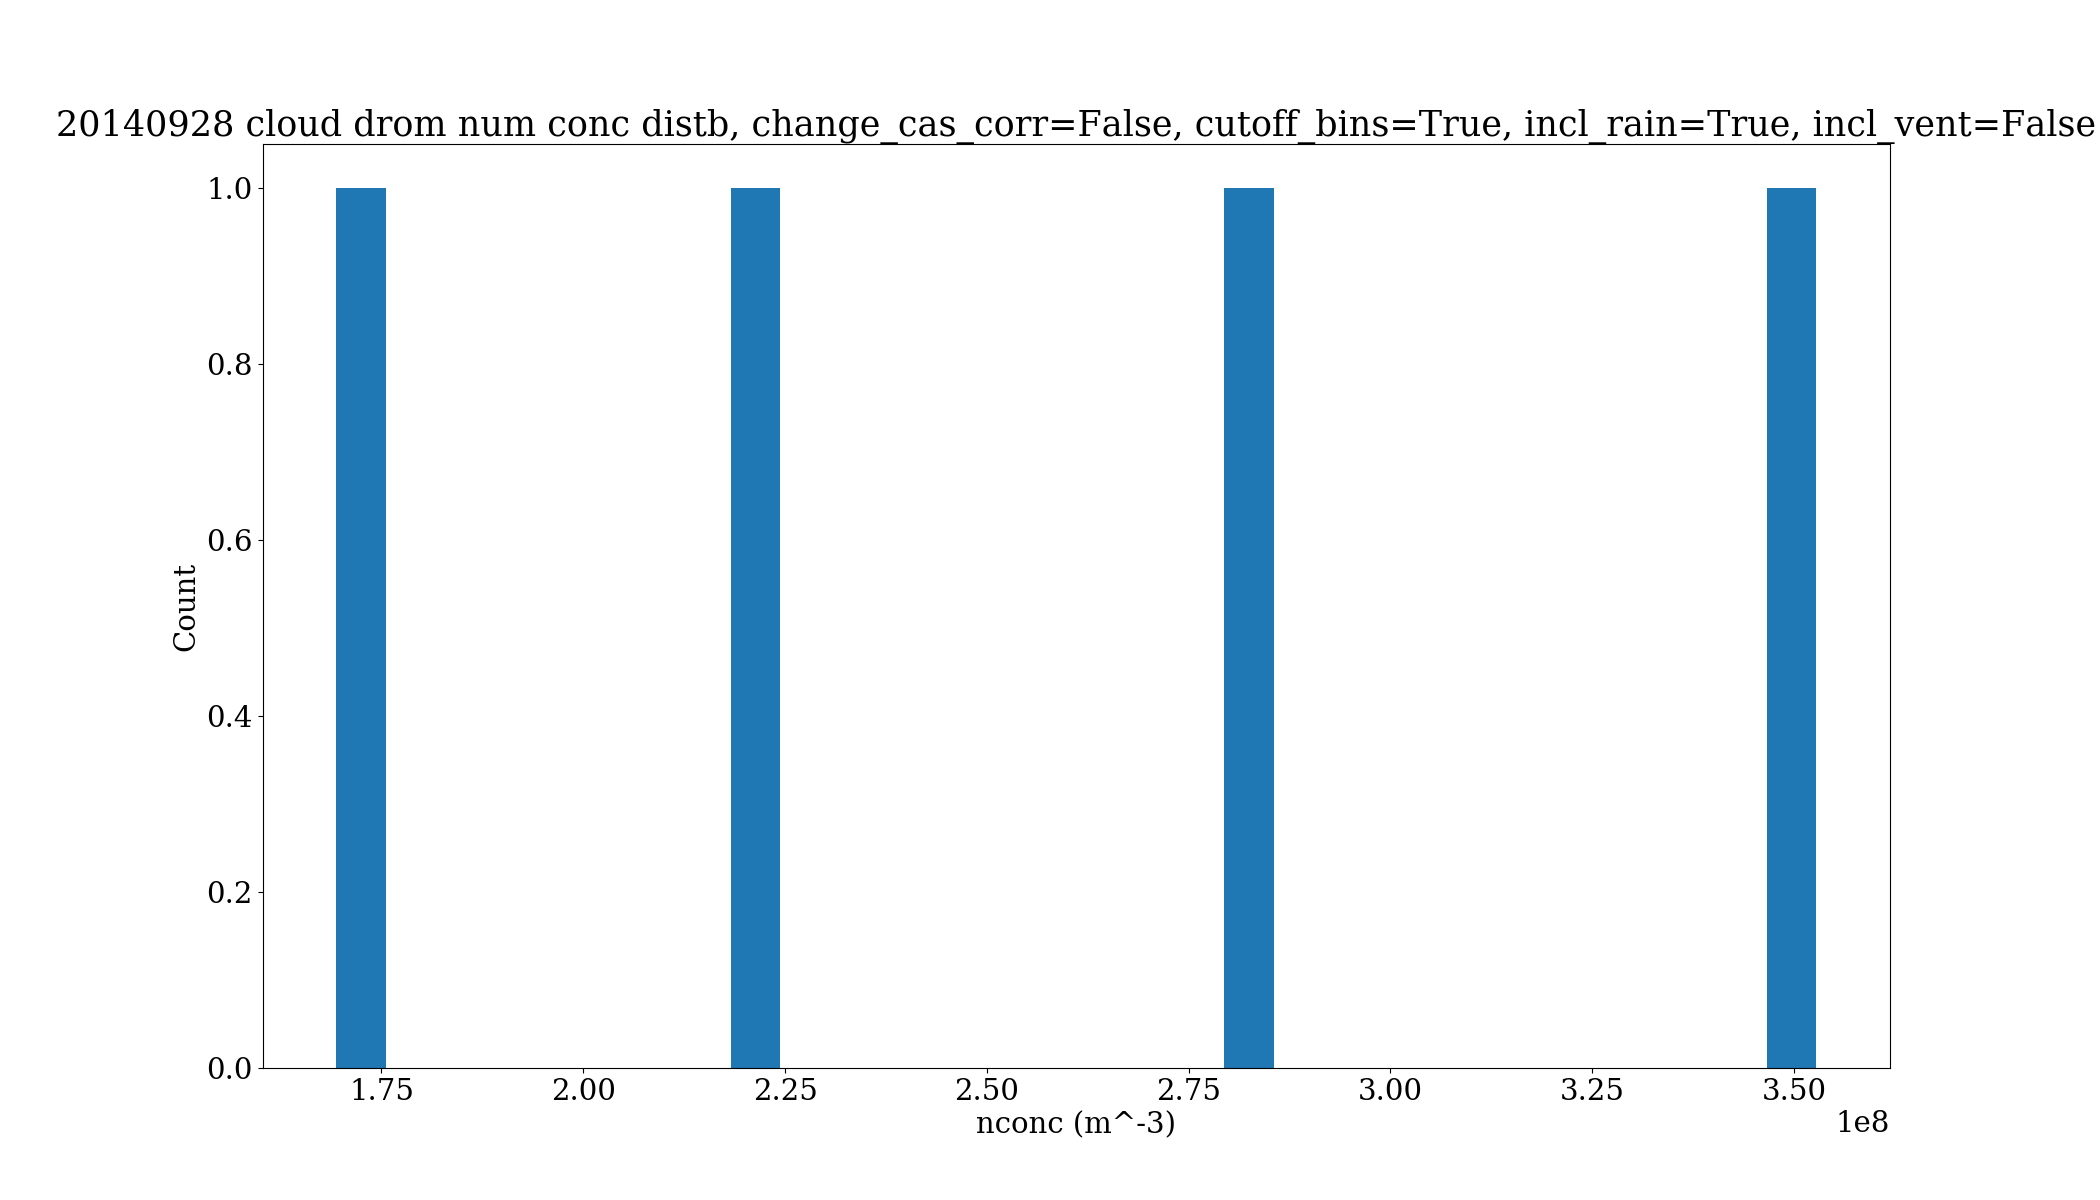 20140928 cloud drom num conc distb, change_cas_corr=False, cutoff_bins=True, incl_rain=True, incl_vent=False
1.0
0.8
0.6
0.4
0.2
0.0
Count
1.75 2.00 2.25 2.50 2.75 3.00 3.25 3.50
nconc (m^-3)
1e8